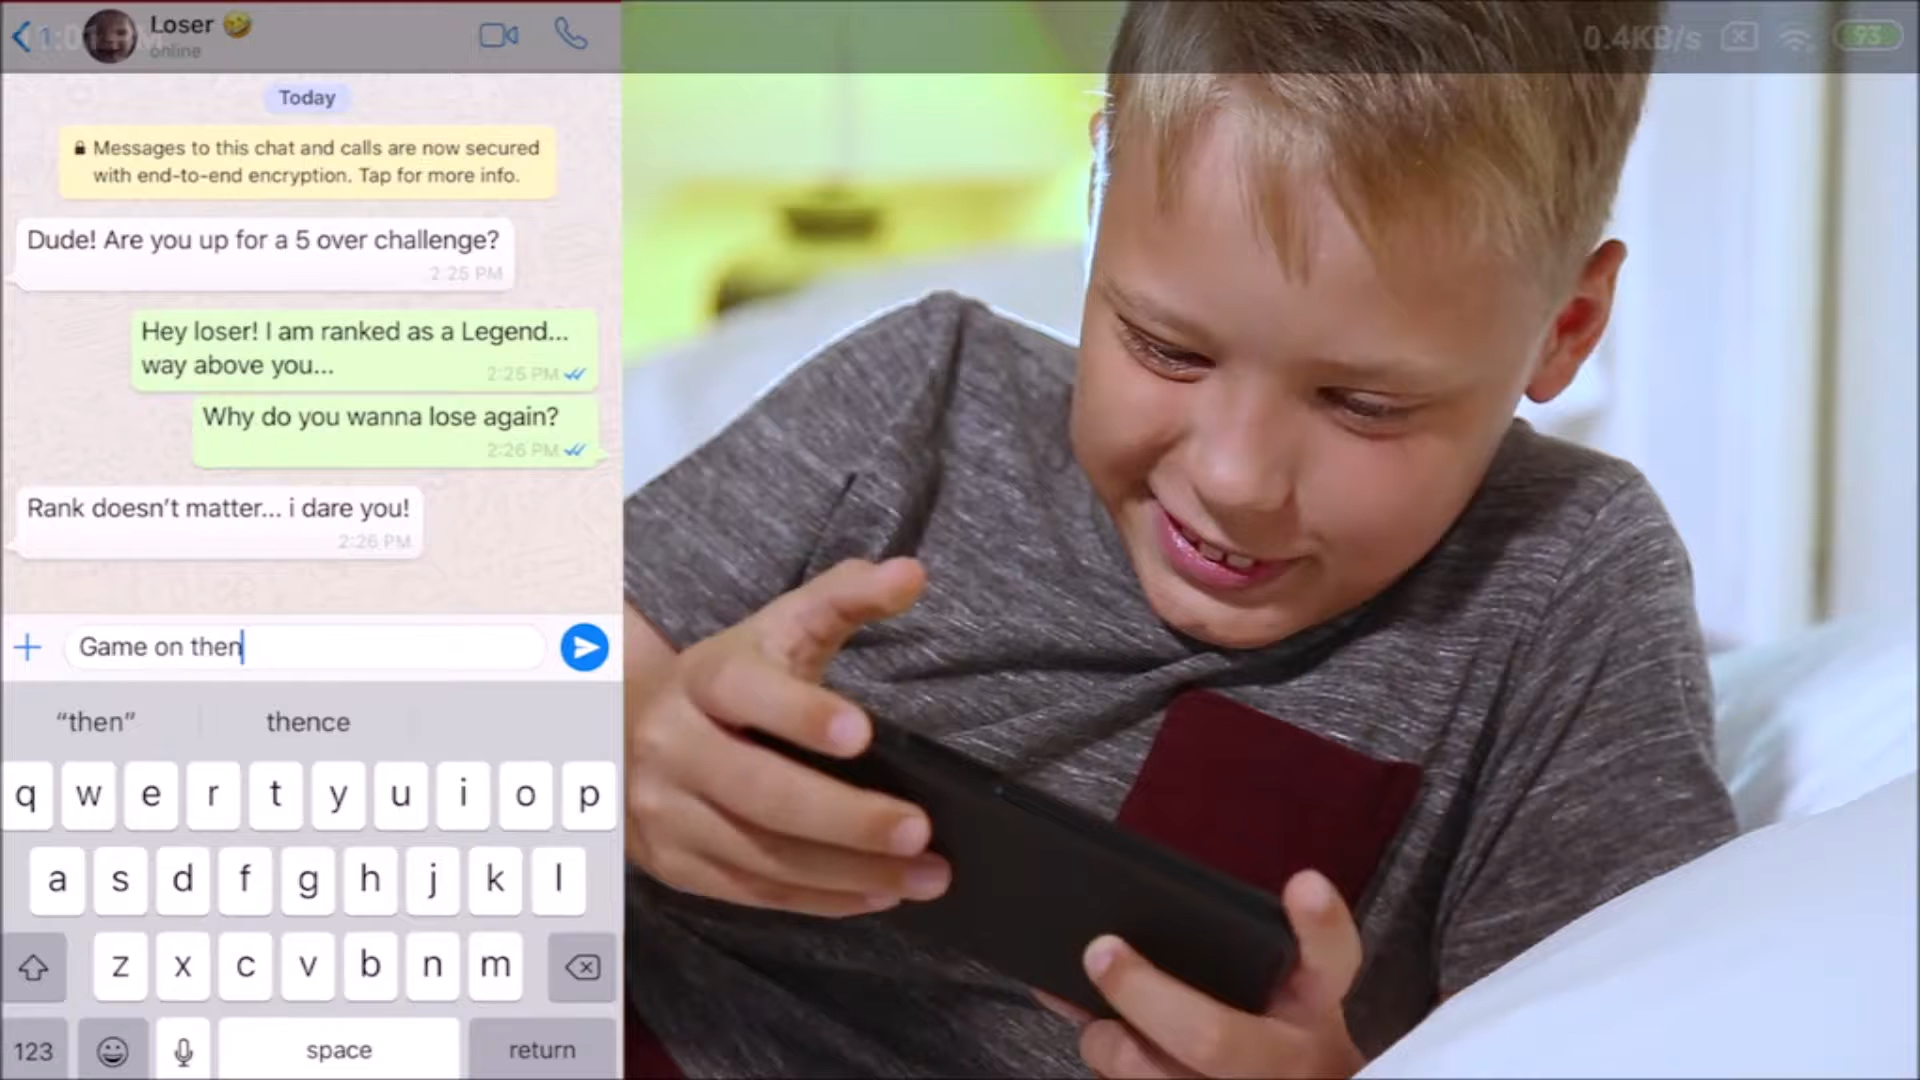 Loser 🤣
online
0.4KB/s
93
Today
Messages to this chat and calls are now secured
with end-to-end encryption. Tap for more info.
Dude! Are you up for a 5 over challenge?
2:25 PM
Hey loser! I am ranked as a Legend...
way above you...
2:25 PM
Why do you wanna lose again?
2:26 PM
Rank doesn't matter... i dare you!
2:26 PM
Game on then
“then” thence
q w e r t y u i o p
a s d f g h j k l
z x c v b n m
123 space return